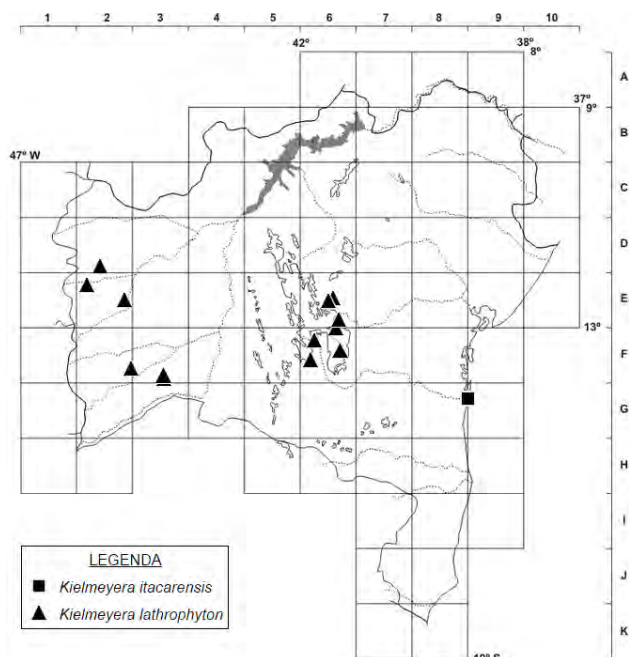 1 2 3 4 5 6 7 8 9 10
42° 38°
8°
A
37°
9°
B
47° W
C
D
E
13°
F
G
H
I
J
K
LEGENDA
Kielmeyera itacarensis
Kielmeyera lathrophyton